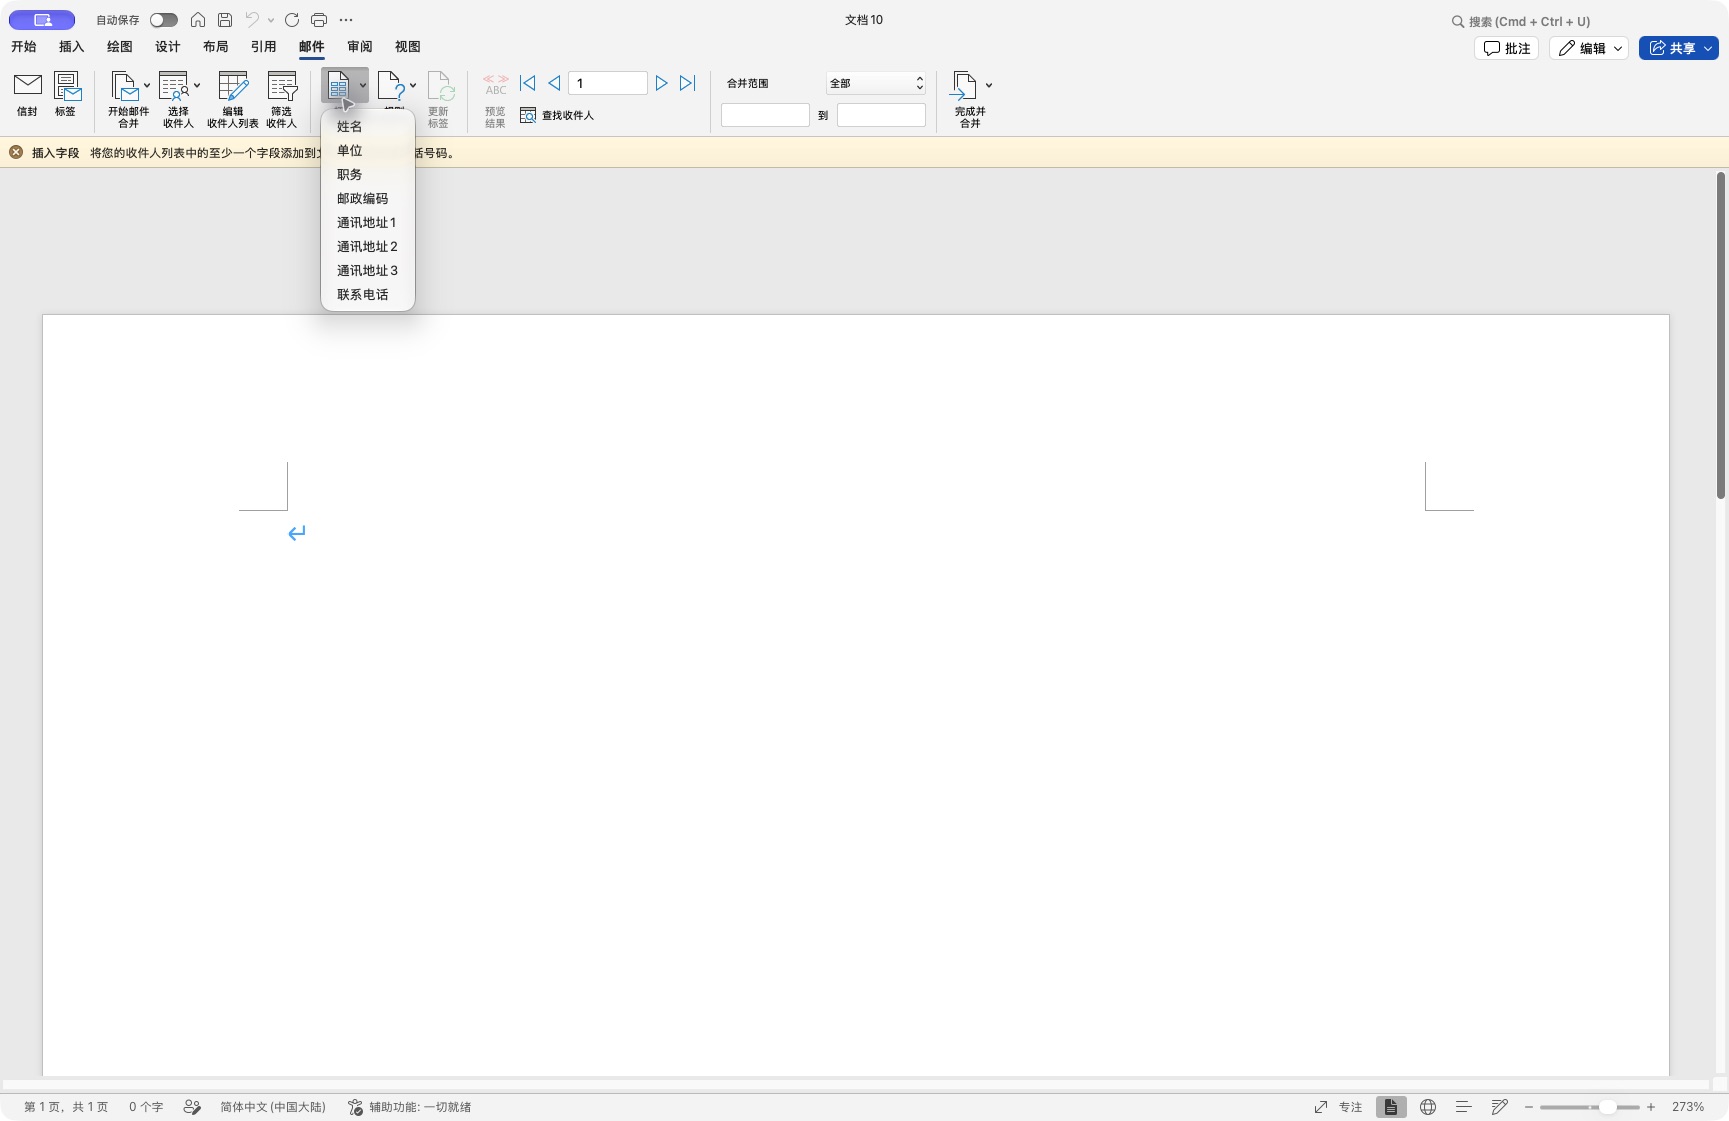 自动保存
文档10
搜索 (Cmd + Ctrl + U)
开始 插入 绘图 设计 布局 引用 邮件 审阅 视图
批注 编辑 共享
信封 标签 开始邮件合并 选择收件人 编辑收件人列表 筛选收件人 更新标签
ABC 预览结果
1
查找收件人
合并范围 全部
到
完成并合并
插入字段 将您的收件人列表中的至少一个字段添加到 话号码。
姓名
单位
职务
邮政编码
通讯地址1
通讯地址2
通讯地址3
联系电话
第1页，共1页 0个字 简体中文 (中国大陆) 辅助功能: 一切就绪
专注 273%